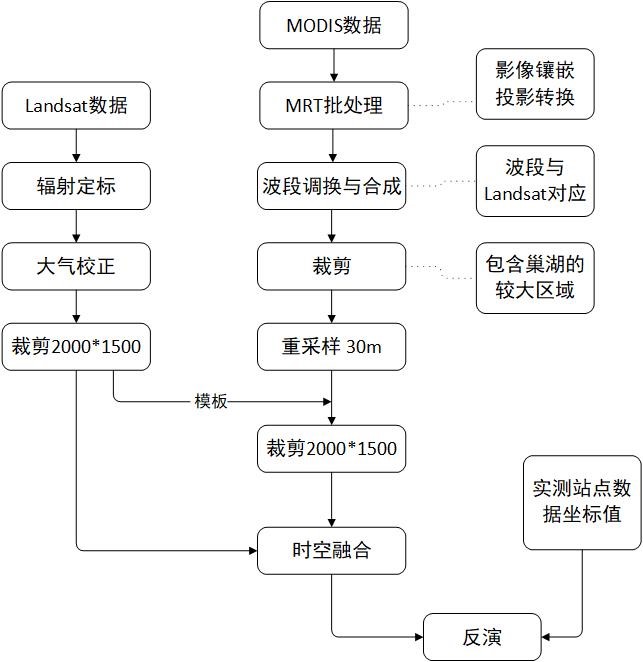 MODIS数据
影像镶嵌
投影转换
Landsat数据
MRT批处理
辐射定标
波段调换与合成
波段与
Landsat对应
大气校正
裁剪
包含巢湖的
较大区域
裁剪2000*1500
重采样 30m
模板
裁剪2000*1500
实测站点数
据坐标值
时空融合
反演